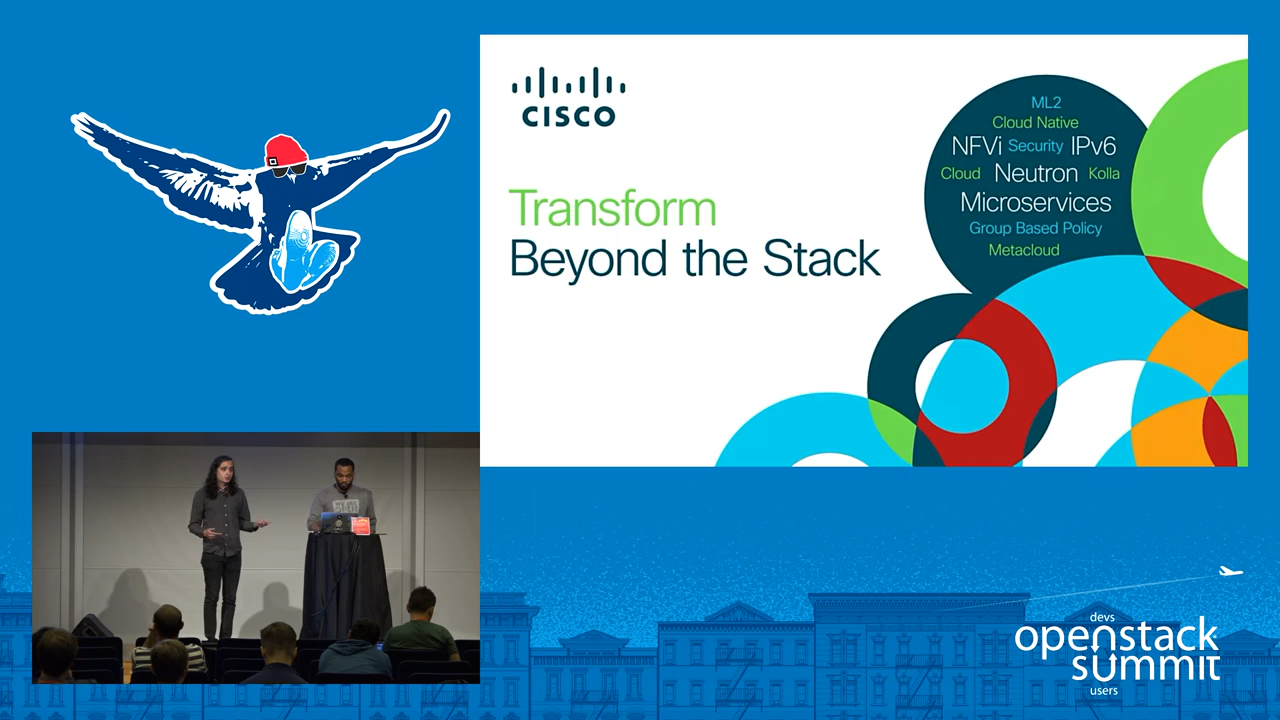 CISCO
Transform
Beyond the Stack
ML2
Cloud Native
NFVi Security IPv6
Cloud Neutron Kolla
Microservices
Group Based Policy
Metacloud
devs
openstack
summit
users